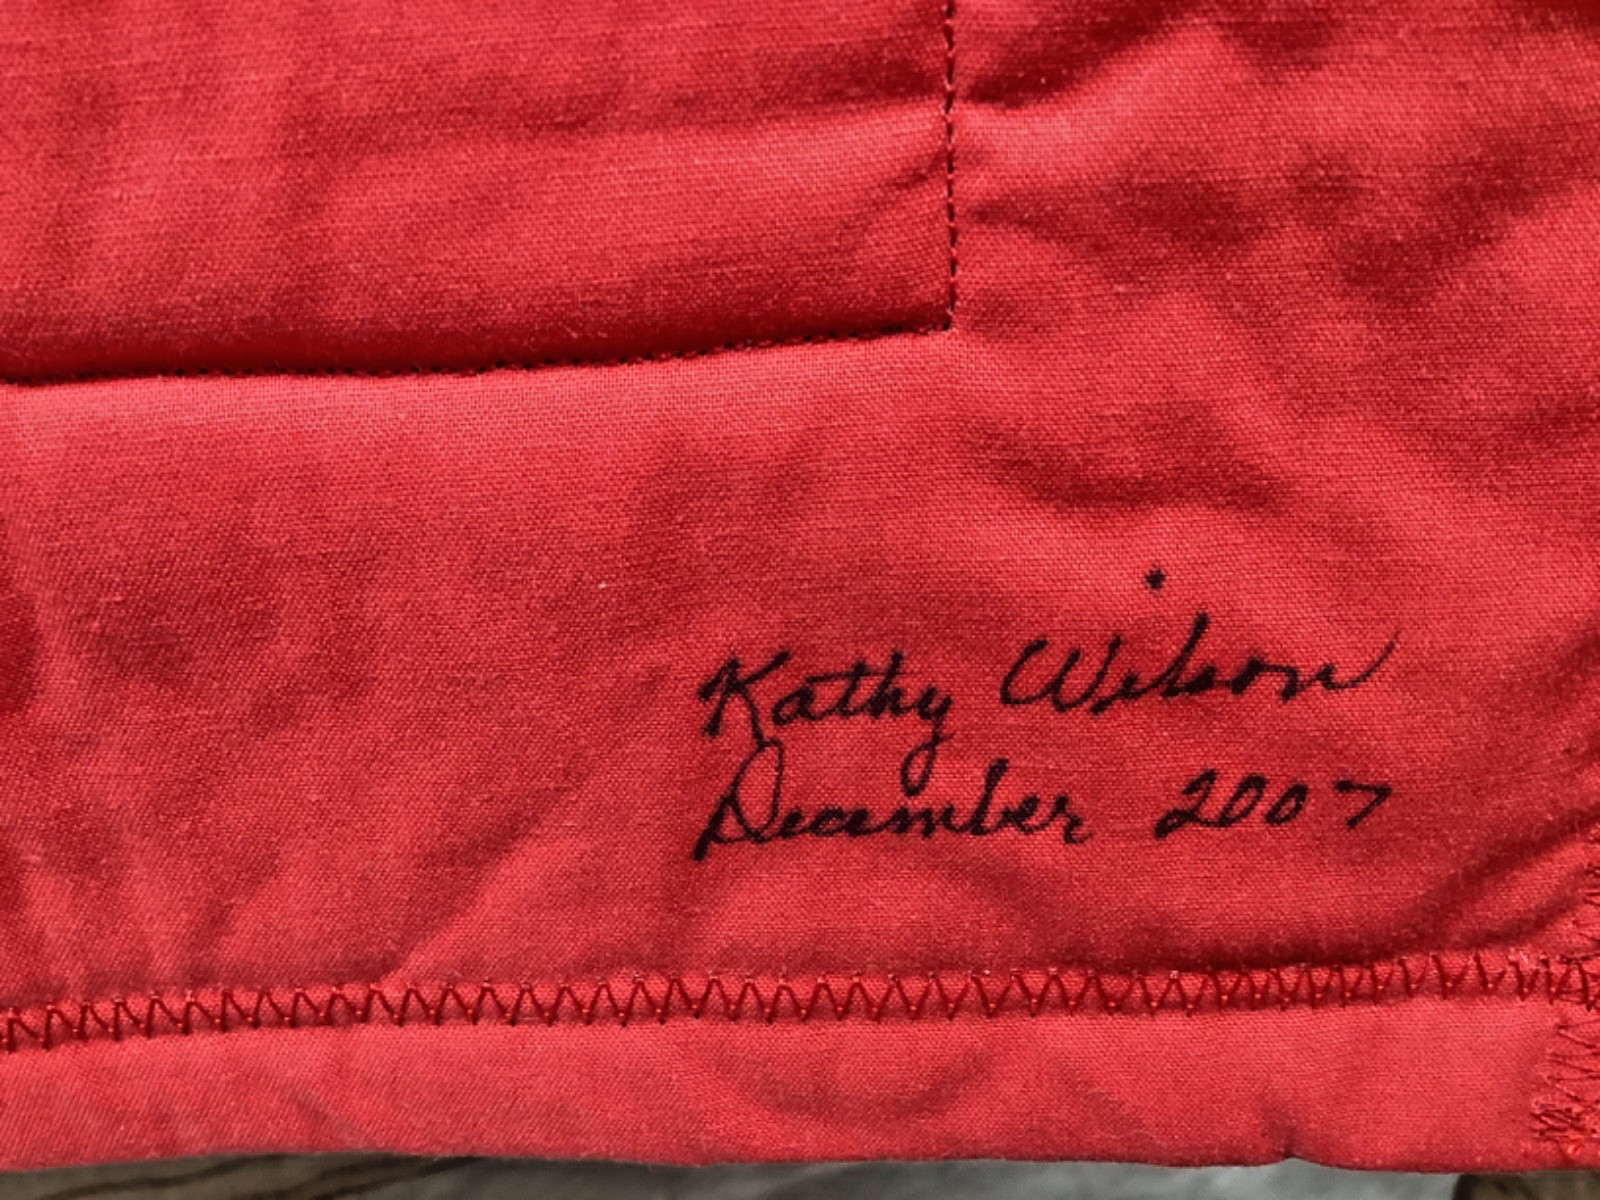 Kathy Wilson
December 2007